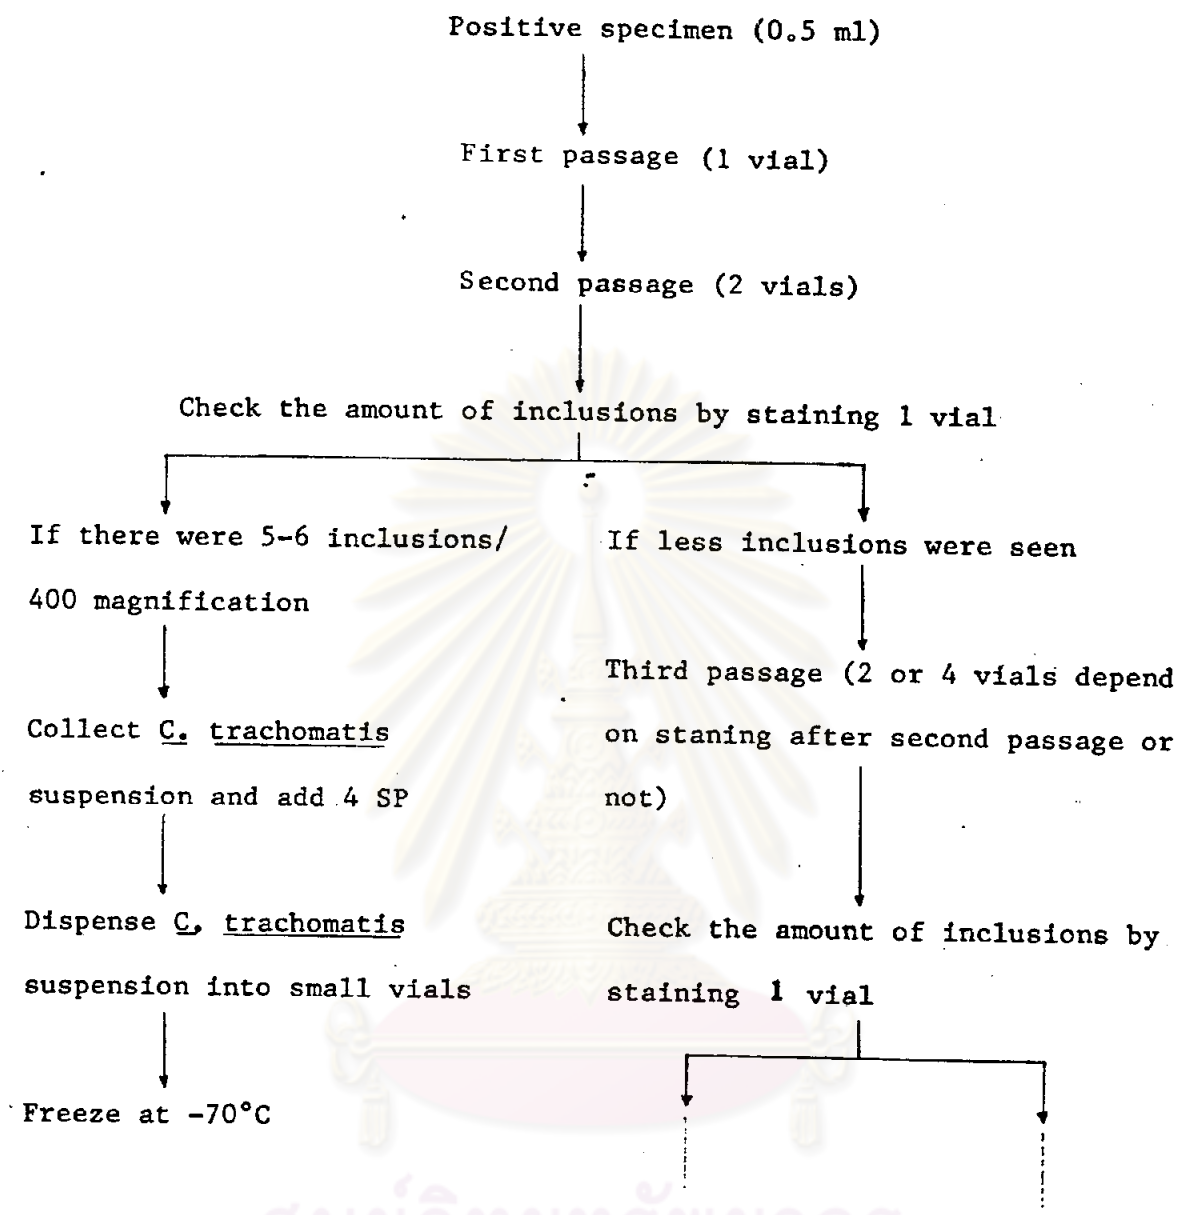 Positive specimen (0.5 ml)
First passage (1 vial)
Second passage (2 vials)
Check the amount of inclusions by staining 1 vial
If there were 5-6 inclusions/
400 magnification
Collect C. trachomatis
suspension and add 4 SP
Dispense C. trachomatis
suspension into small vials
Freeze at -70°C
If less inclusions were seen
Third passage (2 or 4 vials depend
on staning after second passage or
not)
Check the amount of inclusions by
staining 1 vial